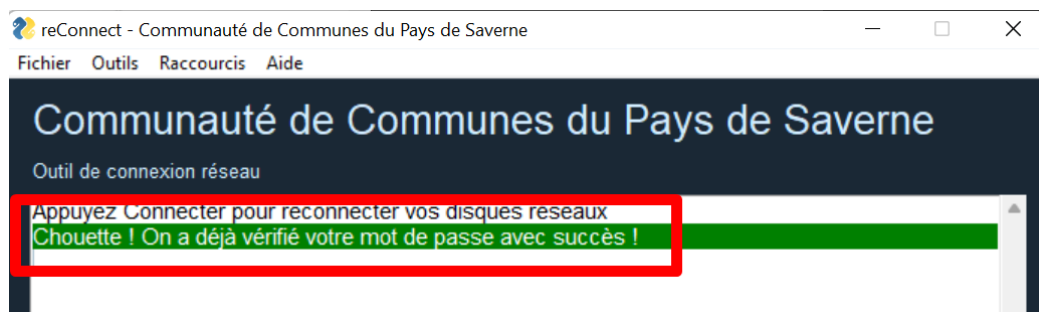 reConnect - Communauté de Communes du Pays de Saverne
Fichier Outils Raccourcis Aide
Communauté de Communes du Pays de Saverne
Outil de connexion réseau
Appuyez Connecter pour reconnecter vos disques réseaux
Chouette ! On a déjà vérifié votre mot de passe avec succès !